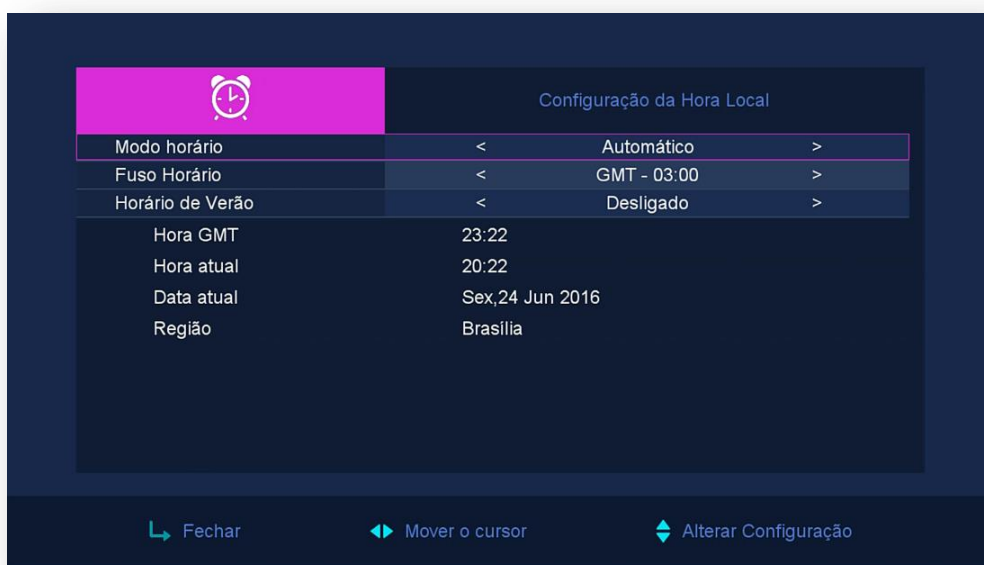 Configuração da Hora Local
Modo horário < Automático >
Fuso Horário < GMT - 03:00 >
Horário de Verão < Desligado >
Hora GMT 23:22
Hora atual 20:22
Data atual Sex,24 Jun 2016
Região Brasília
Fechar Mover o cursor Alterar Configuração